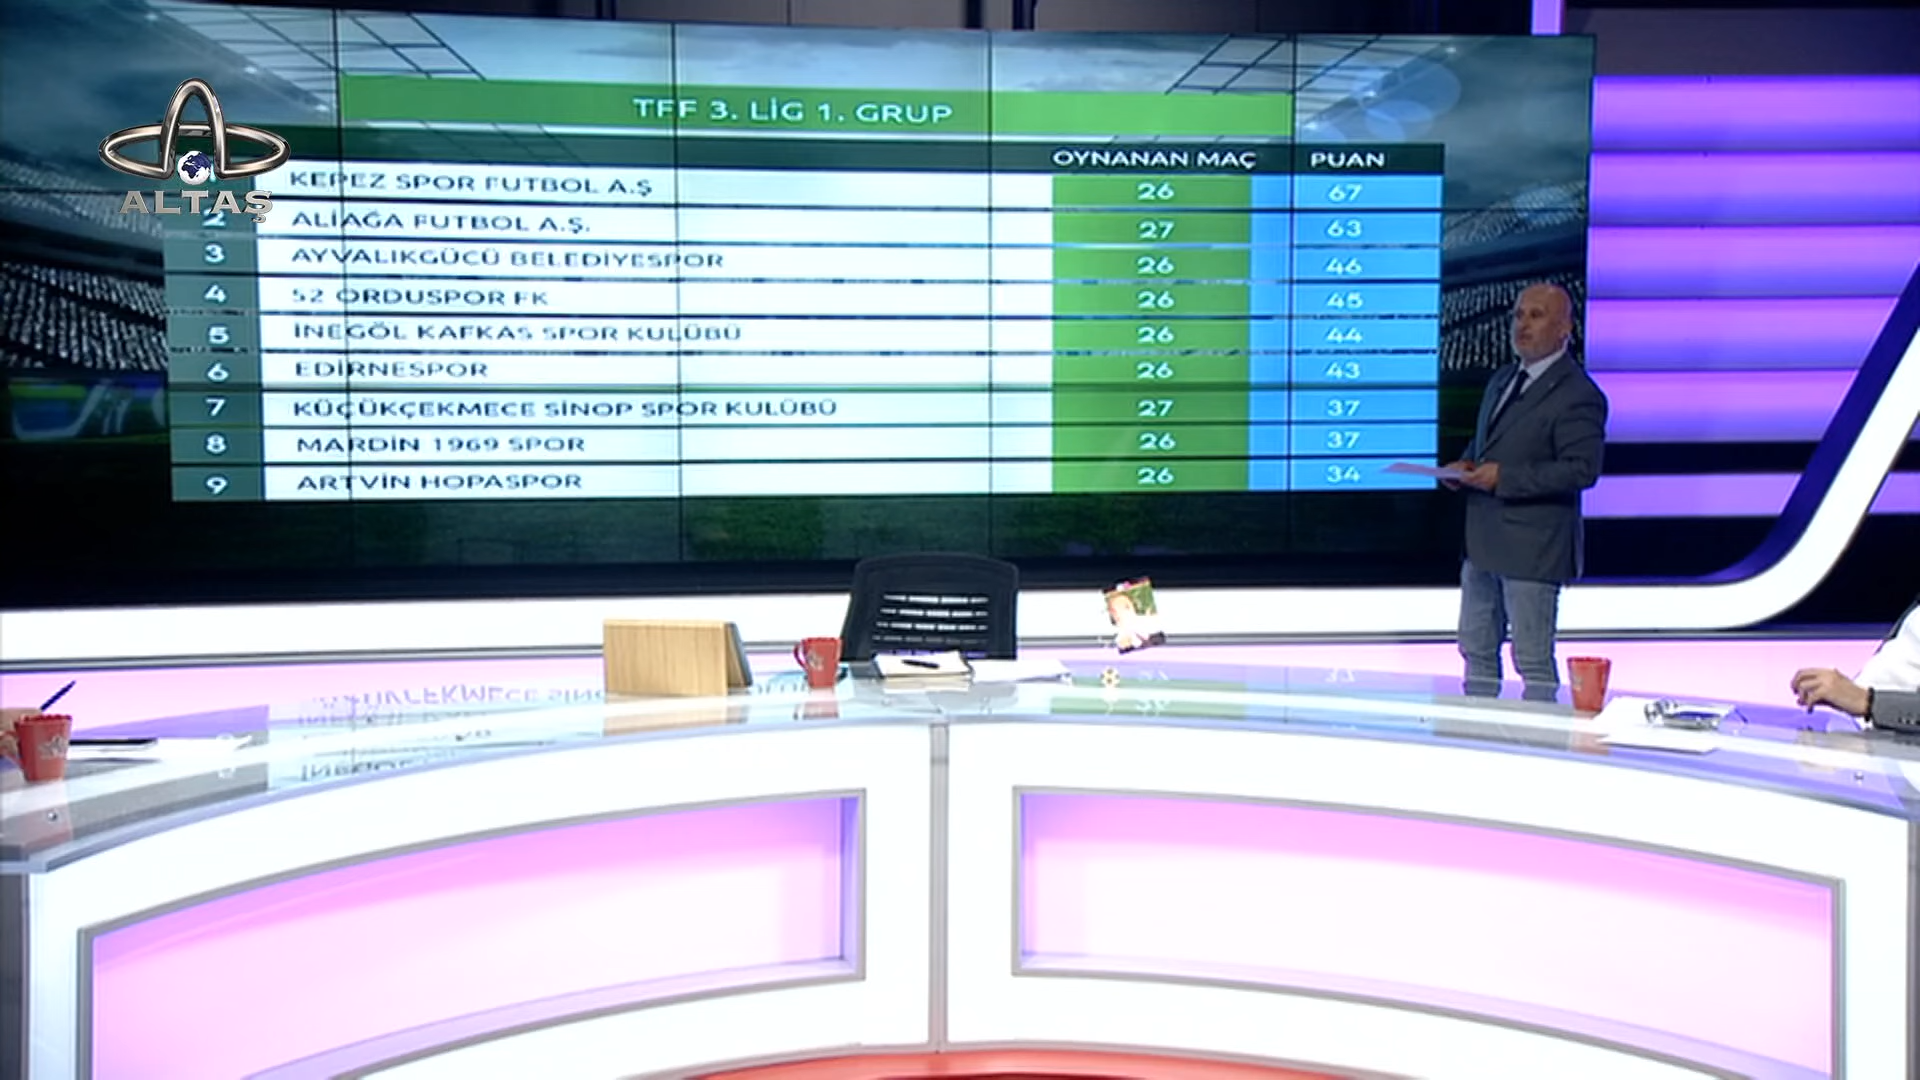 ALTAŞ
TFF 3. LİG 1. GRUP
OYNANAN MAÇ PUAN
KEPEZ SPOR FUTBOL A.Ş 26 67
2 ALİAĞA FUTBOL A.Ş. 27 63
3 AYVALIKGÜCÜ BELEDİYESPOR 26 46
4 52 ORDUSPOR FK 26 45
5 İNEGÖL KAFKAS SPOR KULÜBÜ 26 44
6 EDİRNESPOR 26 43
7 KÜÇÜKÇEKMECE SİNOP SPOR KULÜBÜ 27 37
8 MARDİN 1969 SPOR 26 37
9 ARTVİN HOPASPOR 26 34